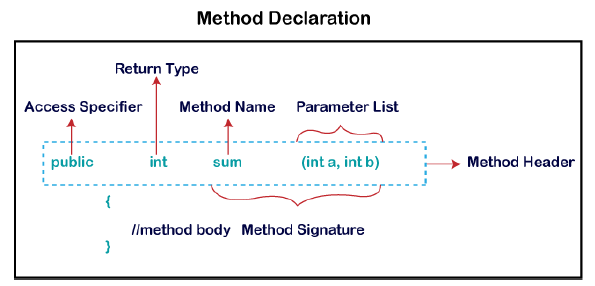 Method Declaration
Return Type
Access Specifier Method Name Parameter List
public int sum (int a, int b) Method Header
{
//method body Method Signature
}